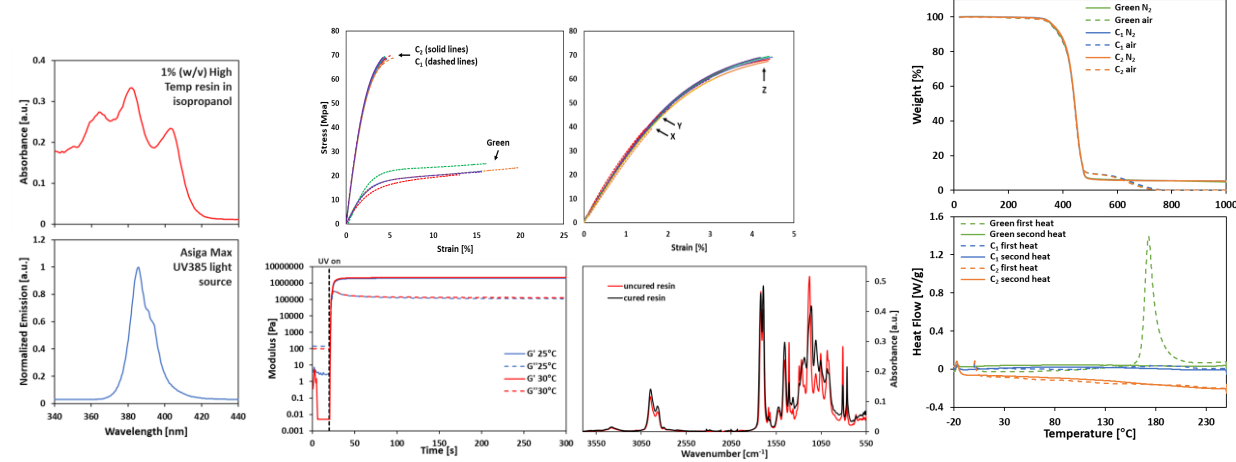 0.4
0.3
0.2
0.1
0
Absorbance [a.u.]
1% (w/v) High
Temp resin in
isopropanol
1.2
1
0.8
0.6
0.4
0.2
0
Normalized Emission [a.u.]
Asiga Max
UV385 light
source
340 360 380 400 420 440
Wavelength [nm]
80
70
60
50
40
30
20
10
0
Stress [Mpa]
C₂ (solid lines)
C₁ (dashed lines)
Green
0 5 10 15 20 25
Strain [%]
80
70
60
50
40
30
20
10
0
Z
Y
X
0 1 2 3 4 5
Strain [%]
UV on
10000000
1000000
100000
10000
1000
100
10
1
0.1
0.01
0.001
Modulus [Pa]
G' 25°C
G''25°C
G' 30°C
G''30°C
0 50 100 150 200 250 300
Time [s]
uncured resin
cured resin
0.5
0.4
0.3
0.2
0.1
0
Absorbance [a.u.]
3550 3050 2550 2050 1550 1050 550
Wavenumber [cm⁻¹]
100
80
60
40
20
0
Weight [%]
Green N₂
Green air
C₁ N₂
C₁ air
C₂ N₂
C₂ air
0 200 400 600 800 1000
1.6
1.2
0.8
0.4
0
-0.4
Heat Flow [W/g]
Green first heat
Green second heat
C₁ first heat
C₁ second heat
C₂ first heat
C₂ second heat
-20 30 80 130 180 230
Temperature [°C]